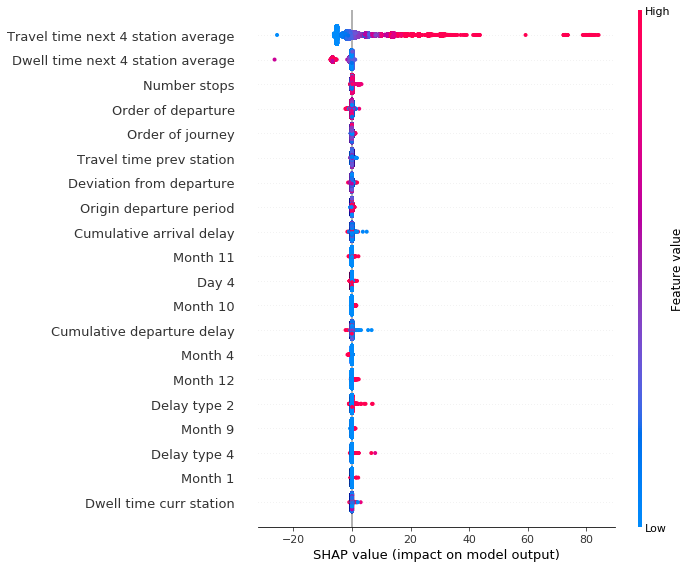 High
Travel time next 4 station average
Dwell time next 4 station average
Number stops
Order of departure
Order of journey
Travel time prev station
Deviation from departure
Origin departure period
Cumulative arrival delay
Month 11
Day 4
Month 10
Cumulative departure delay
Month 4
Month 12
Delay type 2
Month 9
Delay type 4
Month 1
Dwell time curr station
Feature value
Low
−20 0 20 40 60 80
SHAP value (impact on model output)